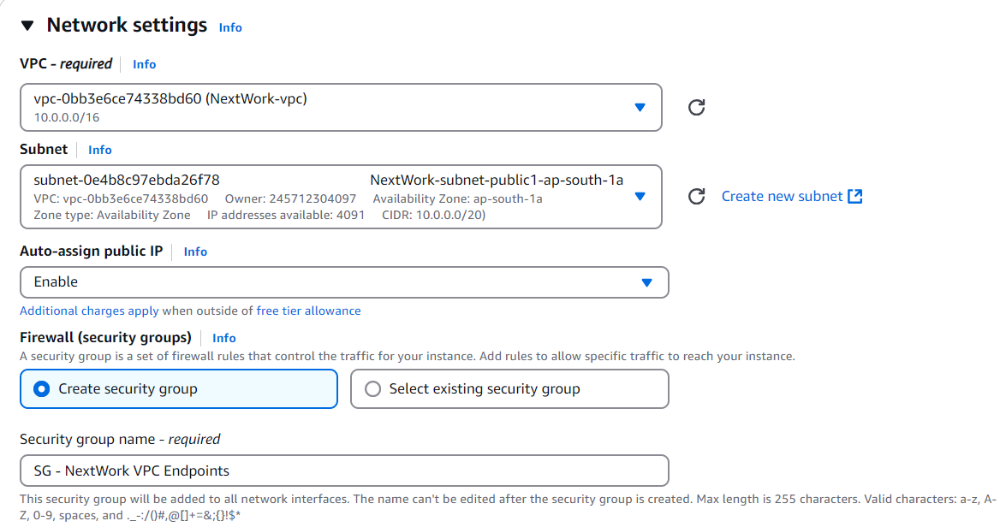 Network settings Info
VPC - required Info
vpc-0bb3e6ce74338bd60 (NextWork-vpc)
10.0.0.0/16
Subnet Info
subnet-0e4b8c97ebda26f78 NextWork-subnet-public1-ap-south-1a
VPC: vpc-0bb3e6ce74338bd60 Owner: 245712304097 Availability Zone: ap-south-1a
Zone type: Availability Zone IP addresses available: 4091 CIDR: 10.0.0.0/20)
Create new subnet
Auto-assign public IP Info
Enable
Additional charges apply when outside of free tier allowance
Firewall (security groups) Info
A security group is a set of firewall rules that control the traffic for your instance. Add rules to allow specific traffic to reach your instance.
Create security group Select existing security group
Security group name - required
SG - NextWork VPC Endpoints
This security group will be added to all network interfaces. The name can't be edited after the security group is created. Max length is 255 characters. Valid characters: a-z, A-
Z, 0-9, spaces, and ._-:/()#,@[]+=&;{}!$*